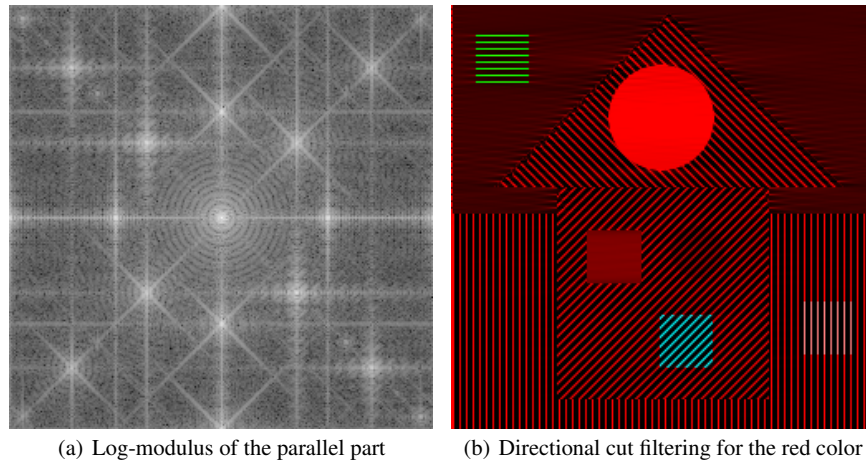 (a) Log-modulus of the parallel part
(b) Directional cut filtering for the red color